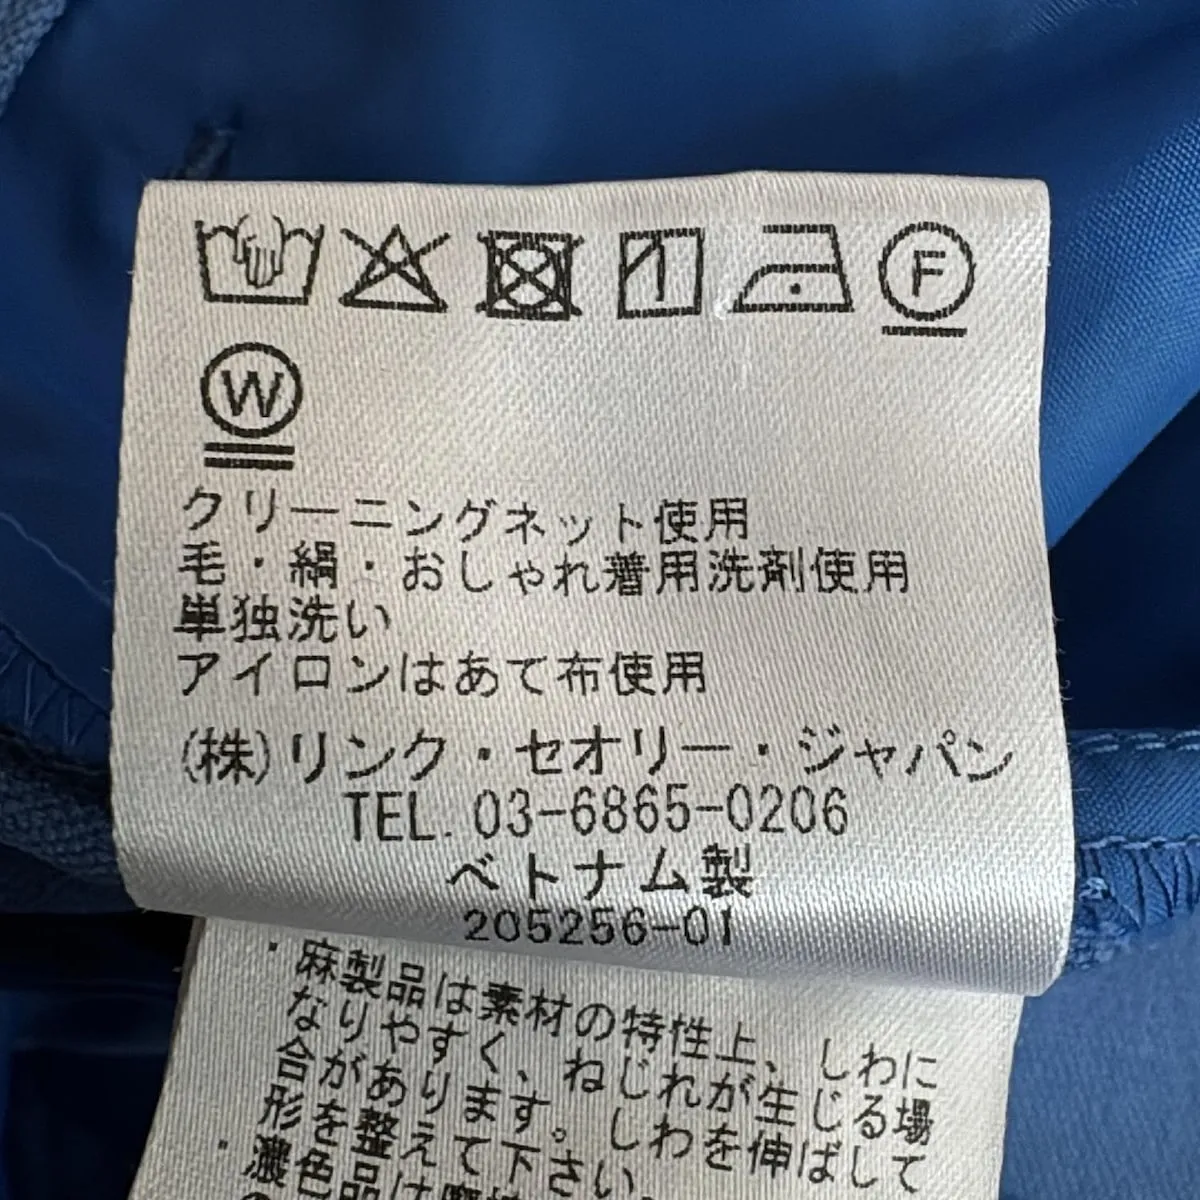 F
W
クリーニングネット使用
毛・絹・おしゃれ着用洗剤使用
単独洗い
アイロンはあて布使用
(株)リンク・セオリー・ジャパン
TEL. 03-6865-0206
ベトナム製
205256-01
・麻製品は素材の特性上、しわに
なりやすく、ねじれが生じる場
合があります。しわを伸ばして
形を整えて下さい。
・濃色品は摩